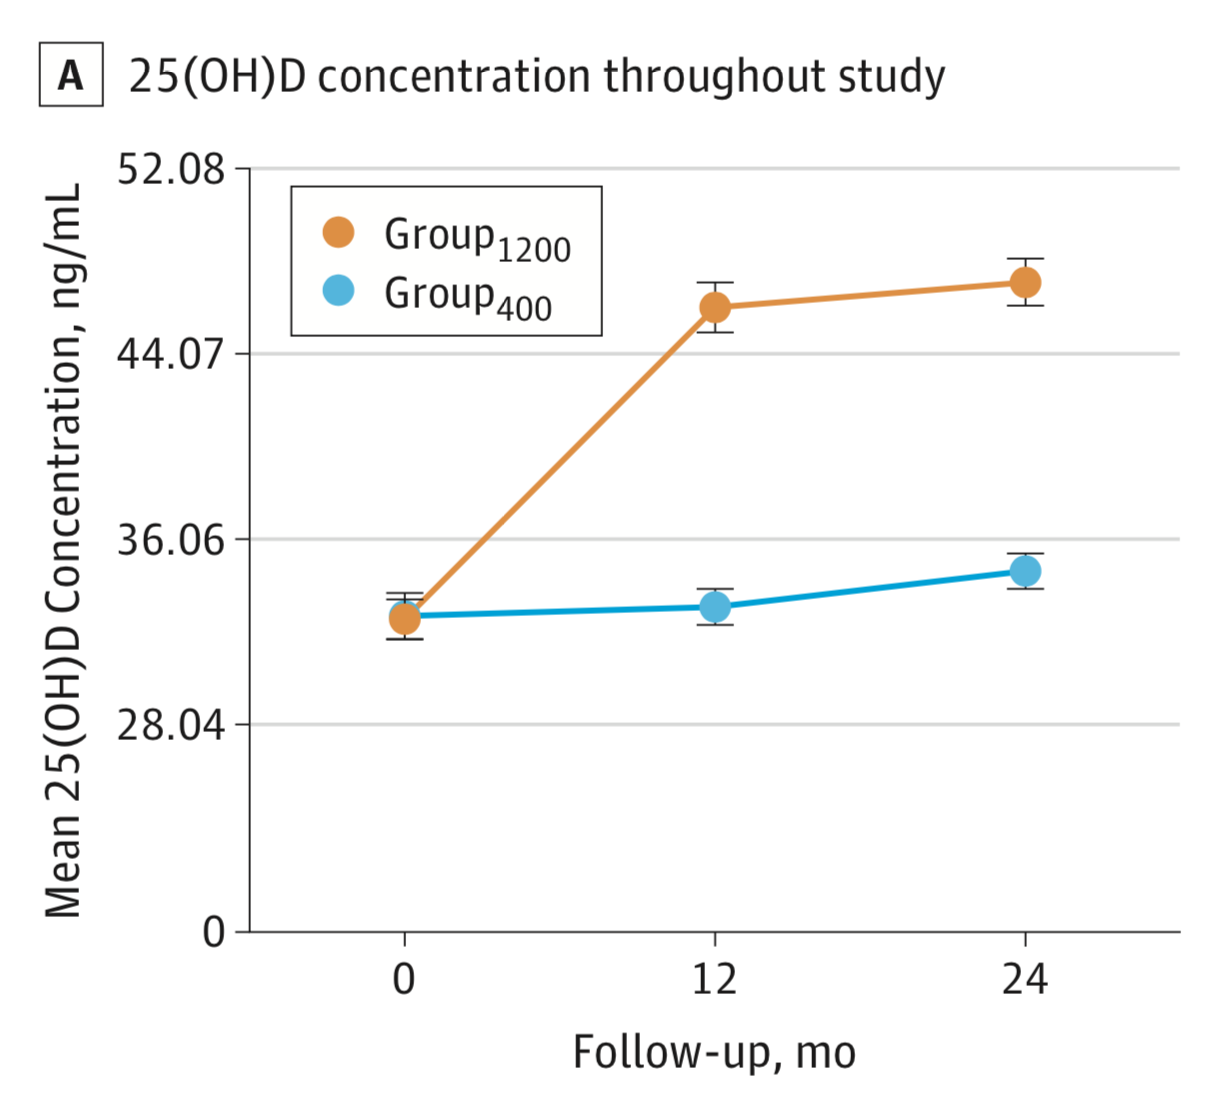 A 25(OH)D concentration throughout study
Mean 25(OH)D Concentration, ng/mL
52.08
44.07
36.06
28.04
0
Group1200
Group400
0 12 24
Follow-up, mo